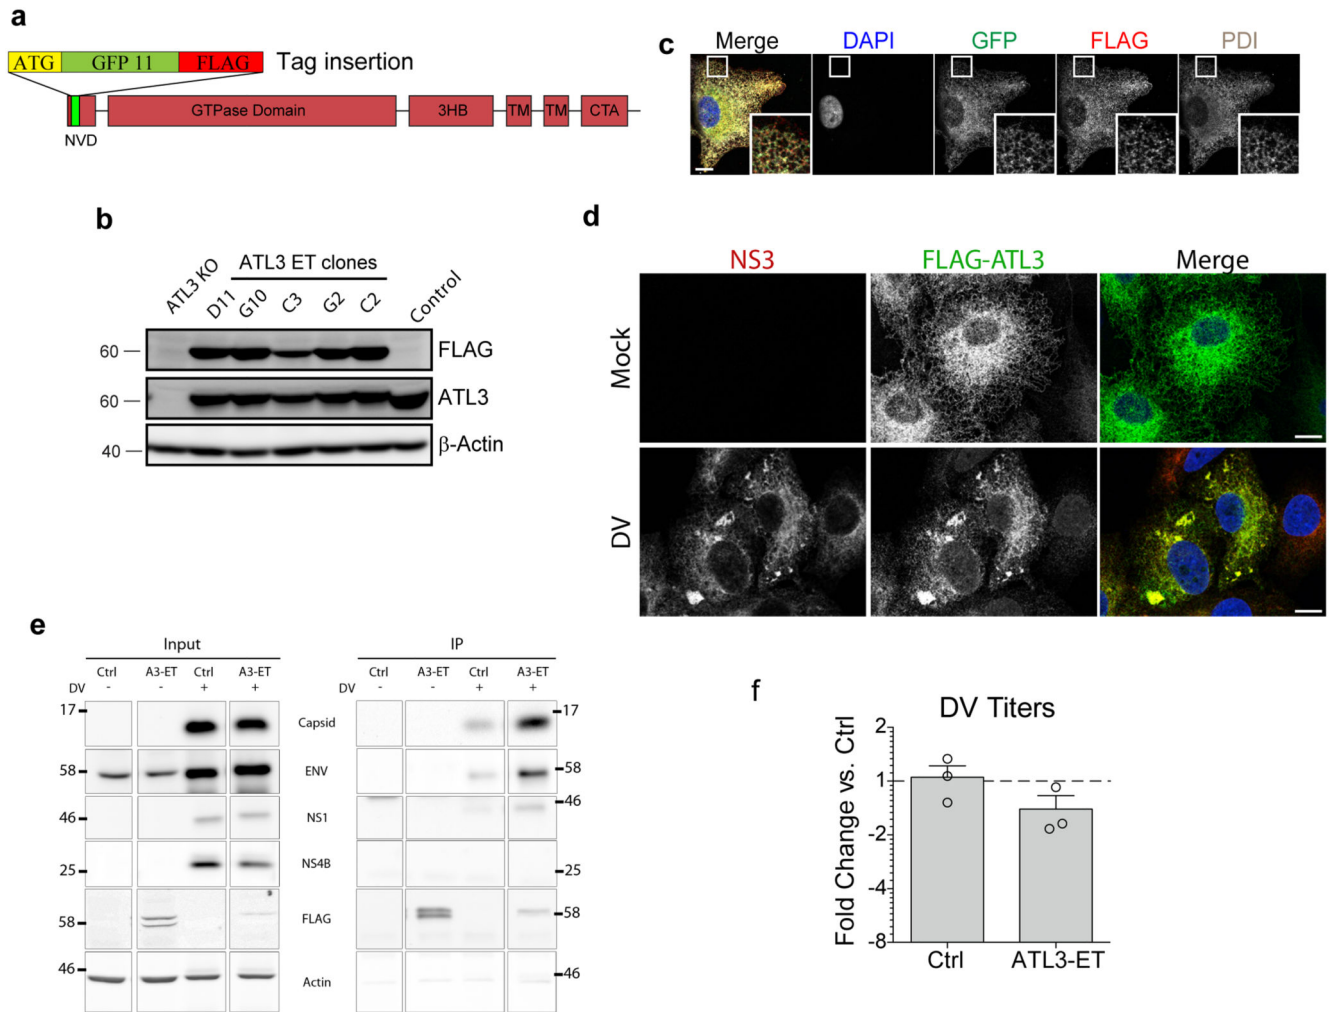 a
ATG GFP 11 FLAG Tag insertion
GTPase Domain 3HB TM TM CTA
NVD
b
ATL3 ET clones
ATL3 KO D11 G10 C3 G2 C2 Control
60 FLAG
60 ATL3
40 β-Actin
c
Merge DAPI GFP FLAG PDI
d
NS3 FLAG-ATL3 Merge
Mock
DV
e
Input IP
Ctrl A3-ET Ctrl A3-ET Ctrl A3-ET Ctrl A3-ET
DV - - + + - - + +
17 Capsid 17
58 ENV 58
46 NS1 46
25 NS4B 25
58 FLAG 58
46 Actin 46
f
DV Titers
Fold Change vs. Ctrl
2
1
-2
-4
-8
Ctrl ATL3-ET